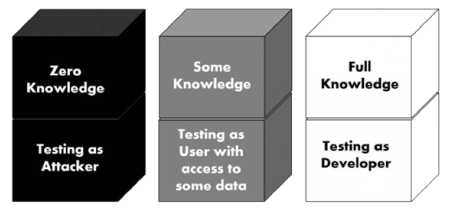 Zero
Knowledge
Testing as
Attacker
Some
Knowledge
Testing as
User with
access to
some data
Full
Knowledge
Testing as
Developer